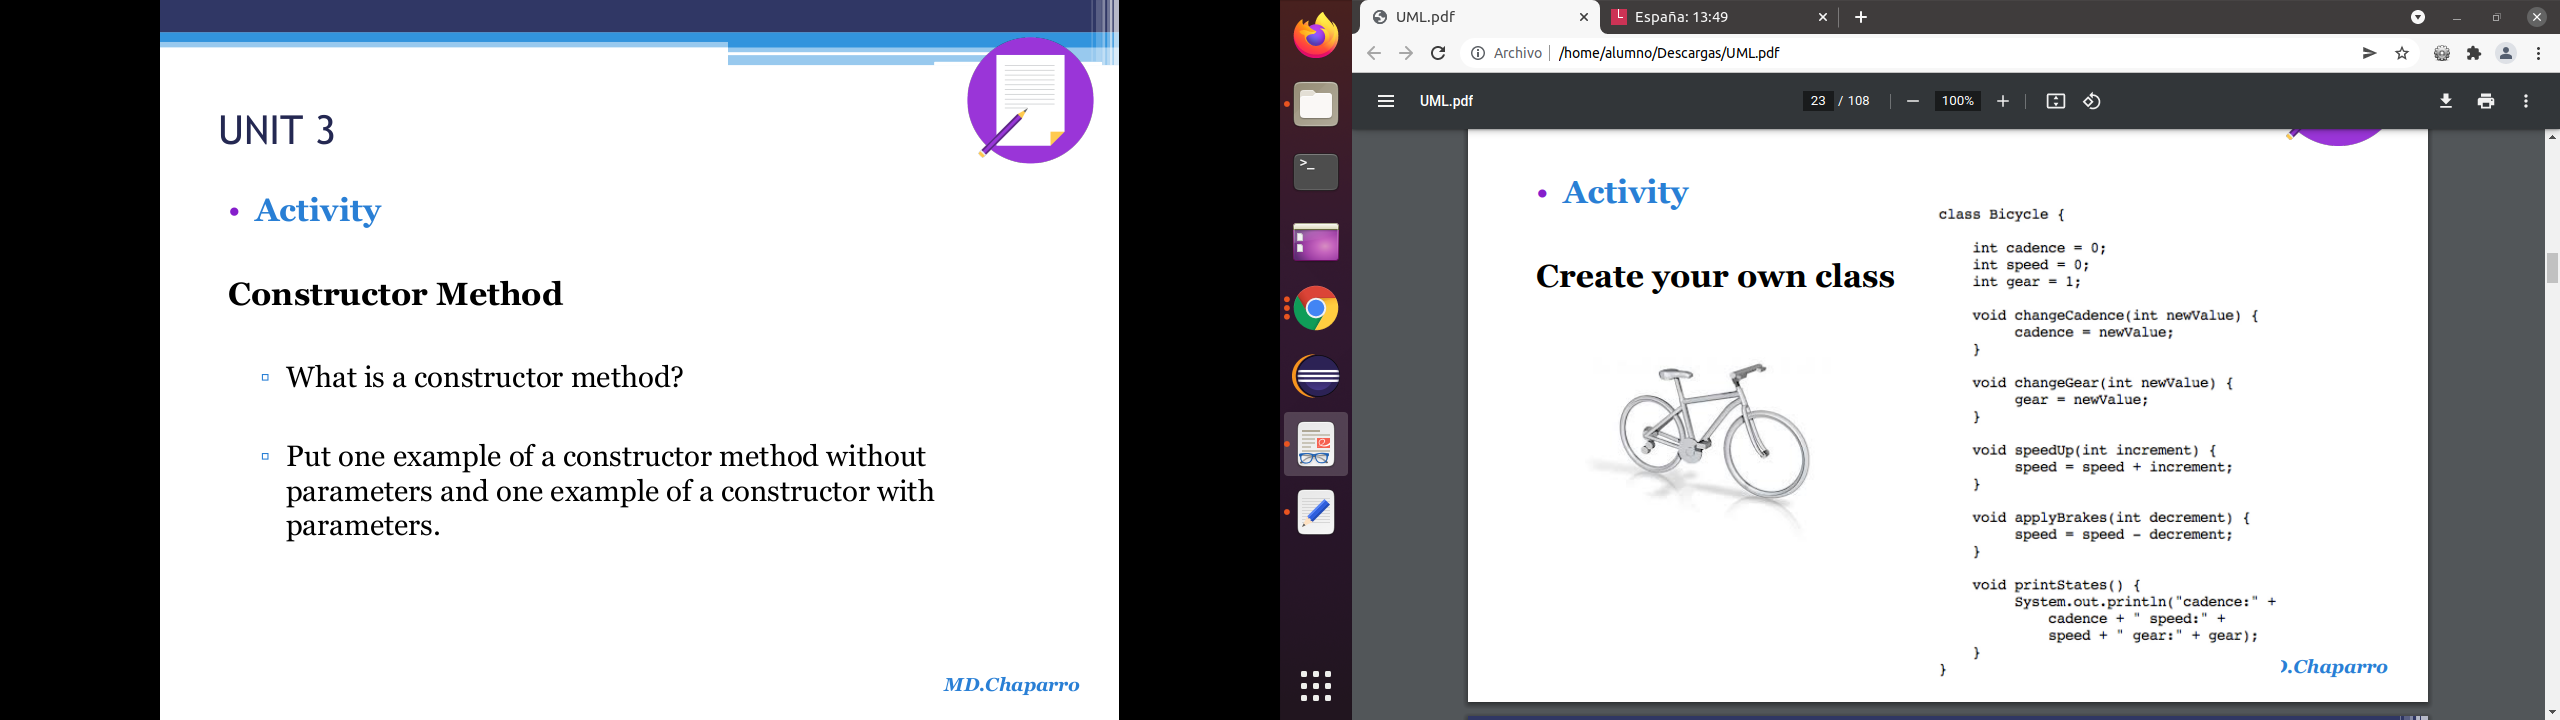 UNIT 3
• Activity
Constructor Method
▫ What is a constructor method?
▫ Put one example of a constructor method without
parameters and one example of a constructor with
parameters.
MD.Chaparro
UML.pdf
España: 13:49
Archivo /home/alumno/Descargas/UML.pdf
UML.pdf
23 / 108
100%
• Activity
Create your own class
class Bicycle {
int cadence = 0;
int speed = 0;
int gear = 1;
void changeCadence(int newValue) {
cadence = newValue;
}
void changeGear(int newValue) {
gear = newValue;
}
void speedUp(int increment) {
speed = speed + increment;
}
void applyBrakes(int decrement) {
speed = speed - decrement;
}
void printStates() {
System.out.println("cadence:" +
cadence + " speed:" +
speed + " gear:" + gear);
}
}
.Chaparro